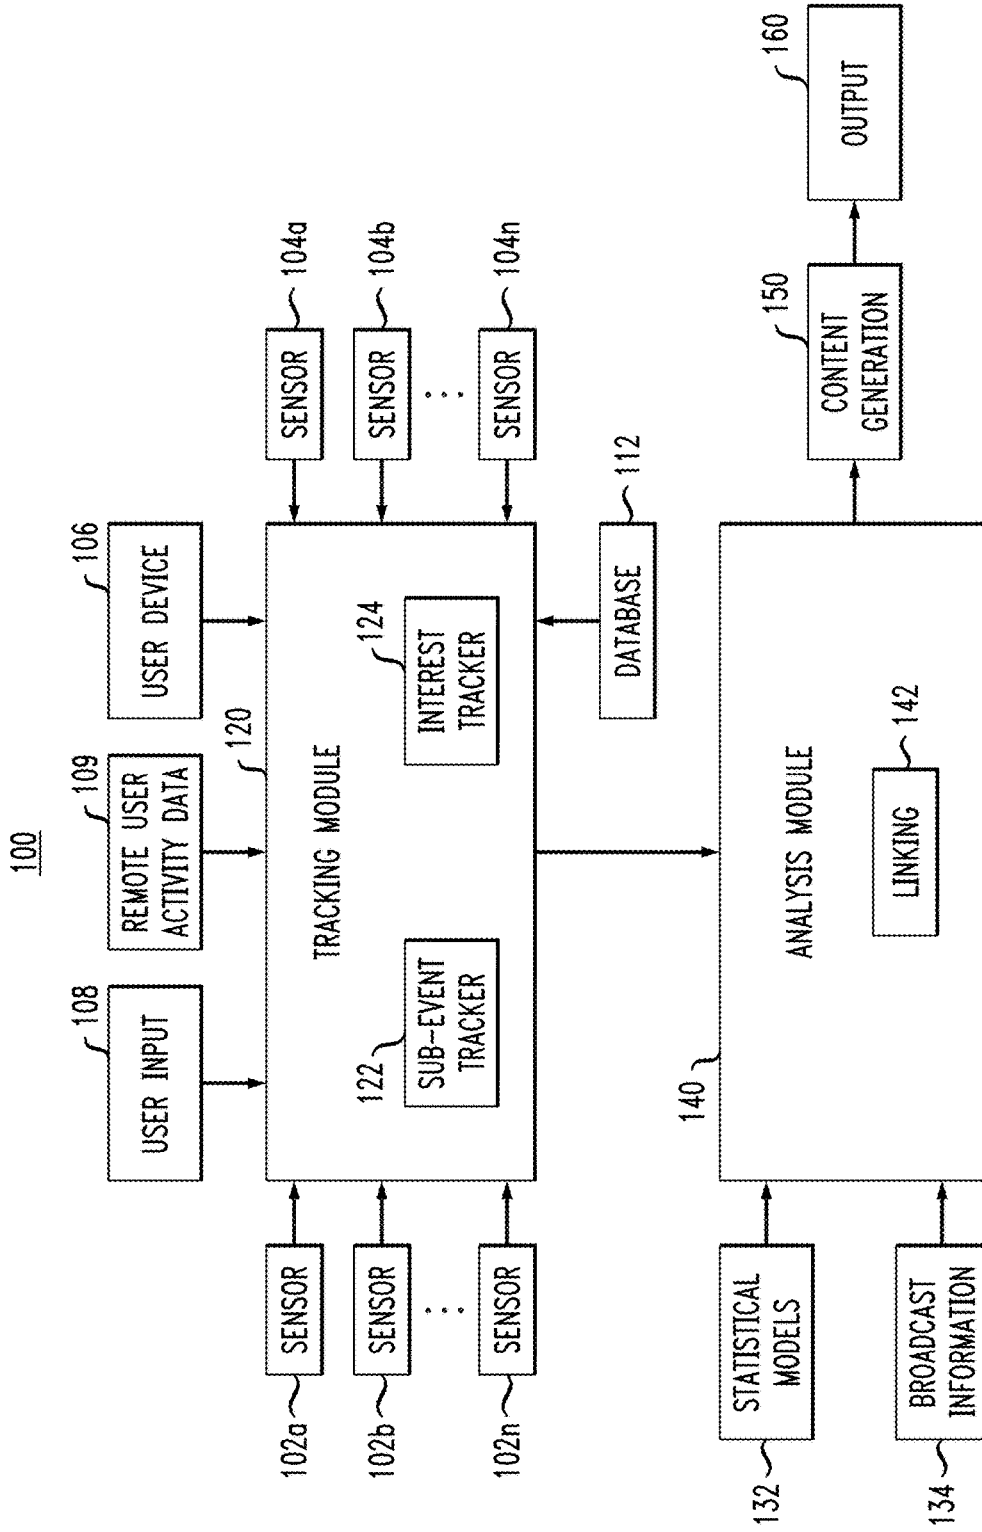 100
108
USER INPUT
109
REMOTE USER
ACTIVITY DATA
106
USER DEVICE
120
TRACKING MODULE
122
SUB-EVENT
TRACKER
124
INTEREST
TRACKER
102a
SENSOR
102b
SENSOR
...
102n
SENSOR
SENSOR
104a
SENSOR
104b
...
SENSOR
104n
DATABASE
112
140
ANALYSIS MODULE
LINKING
142
132
STATISTICAL
MODELS
134
BROADCAST
INFORMATION
150
CONTENT
GENERATION
160
OUTPUT